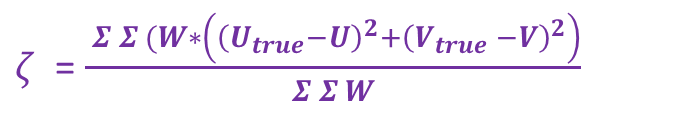 ζ = Σ Σ (W*((U_true−U)²+(V_true −V)²)
Σ Σ W